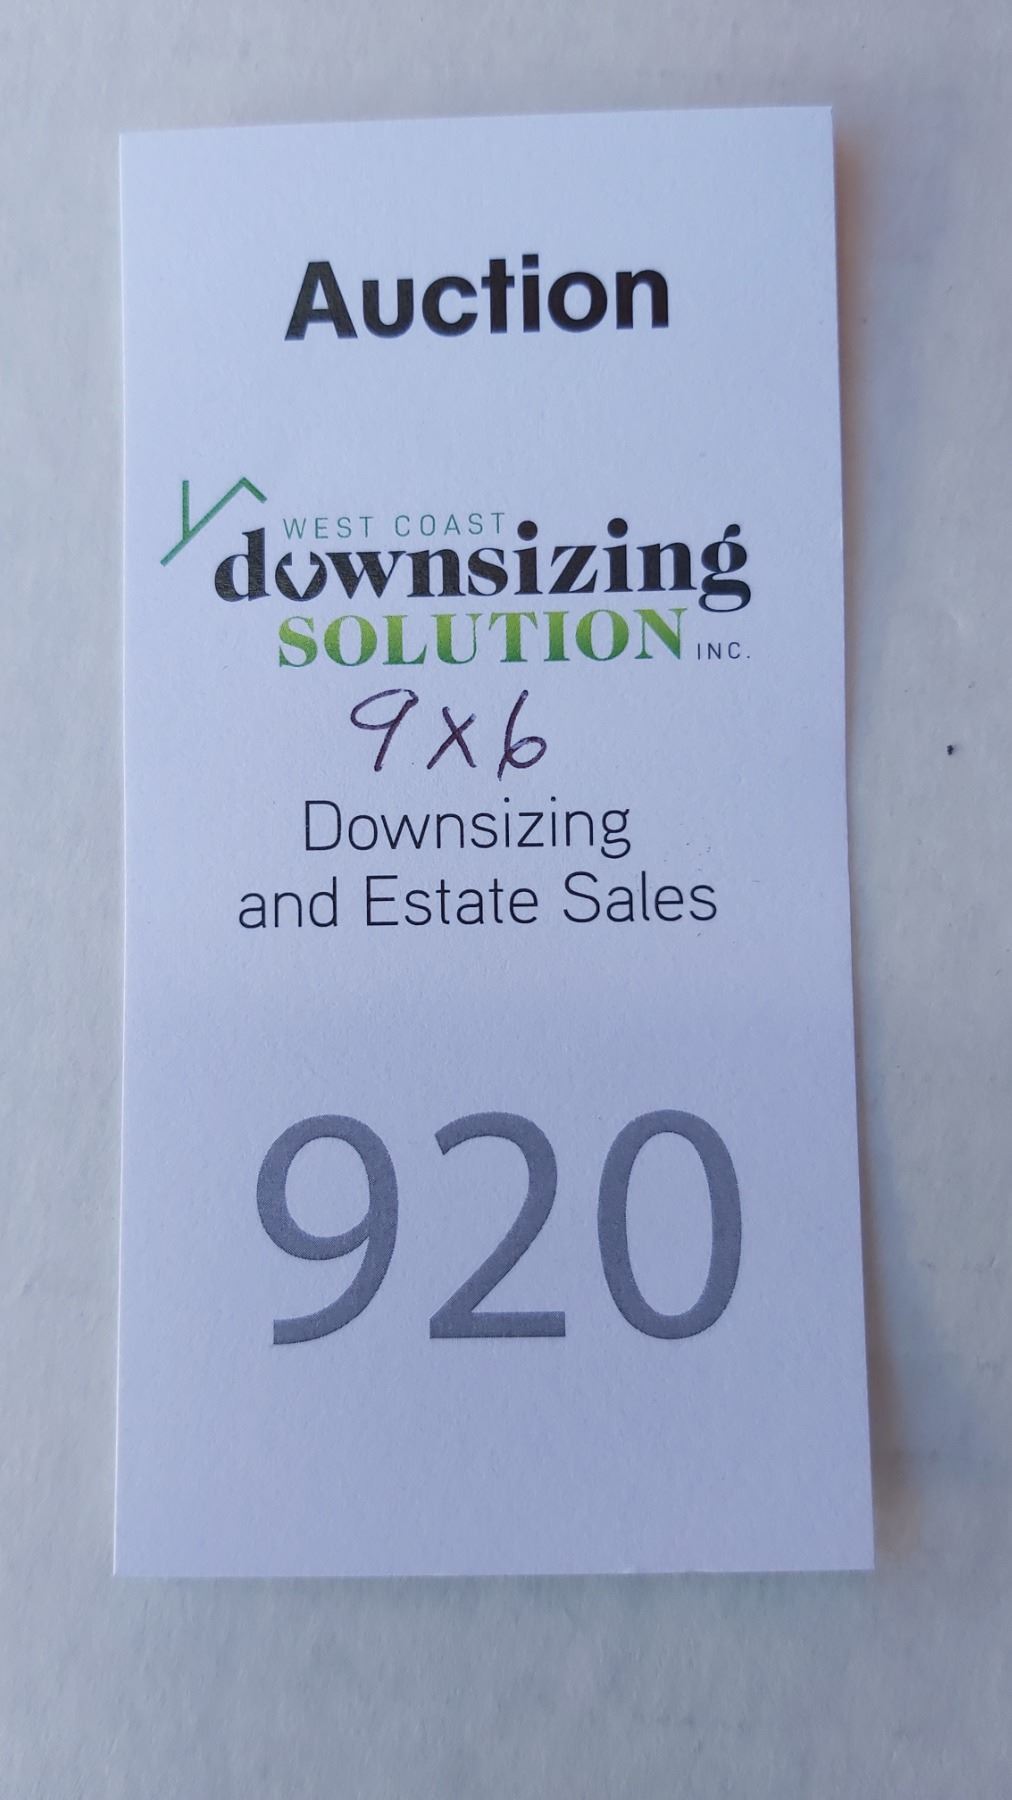 Auction
WEST COAST
downsizing
SOLUTION INC.
9x6
Downsizing
and Estate Sales
920